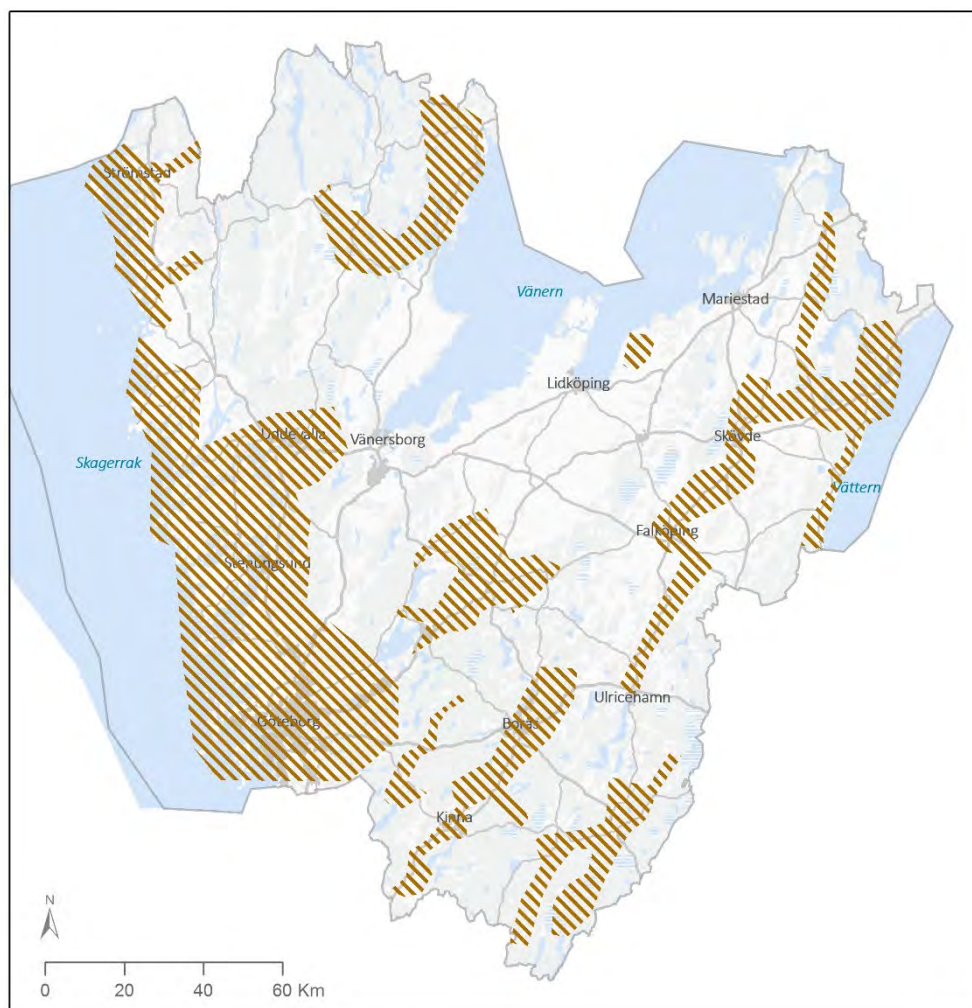 Strömstad
Vänern
Mariestad
Lidköping
Uddevalla
Vänersborg
Skövde
Skagerrak
Vättern
Falköping
Stenungsund
Ulricehamn
Göteborg
Borås
Kinna
N
0 20 40 60 Km